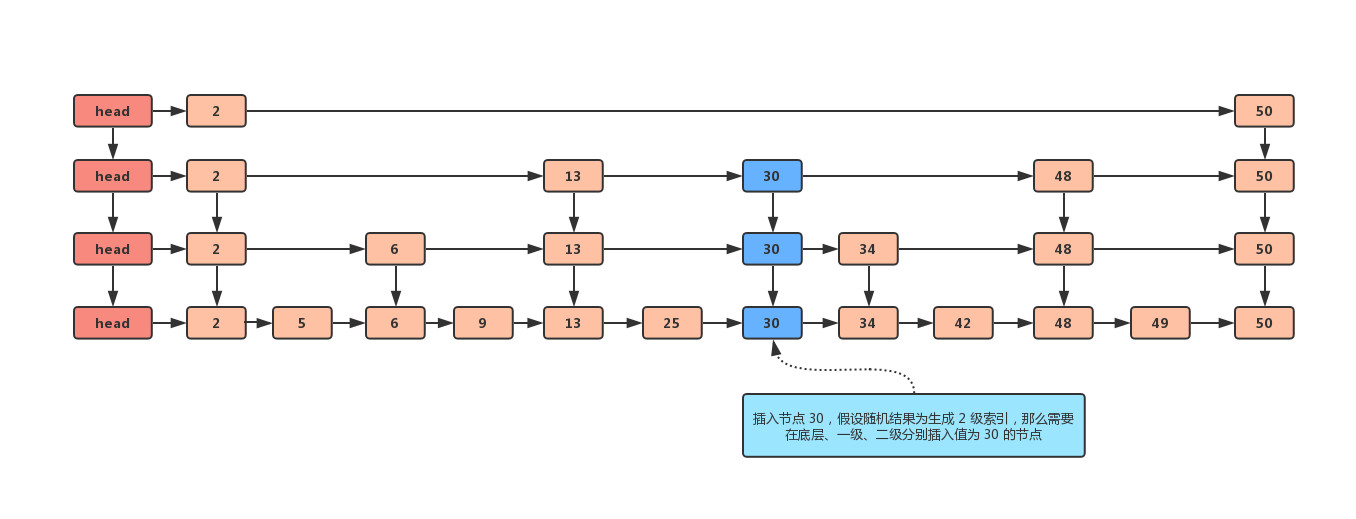 head 2 50
head 2 13 30 48 50
head 2 6 13 30 34 48 50
head 2 5 6 9 13 25 30 34 42 48 49 50
插入节点 30，假设随机结果为生成 2 级索引，那么需要
在底层、一级、二级分别插入值为 30 的节点